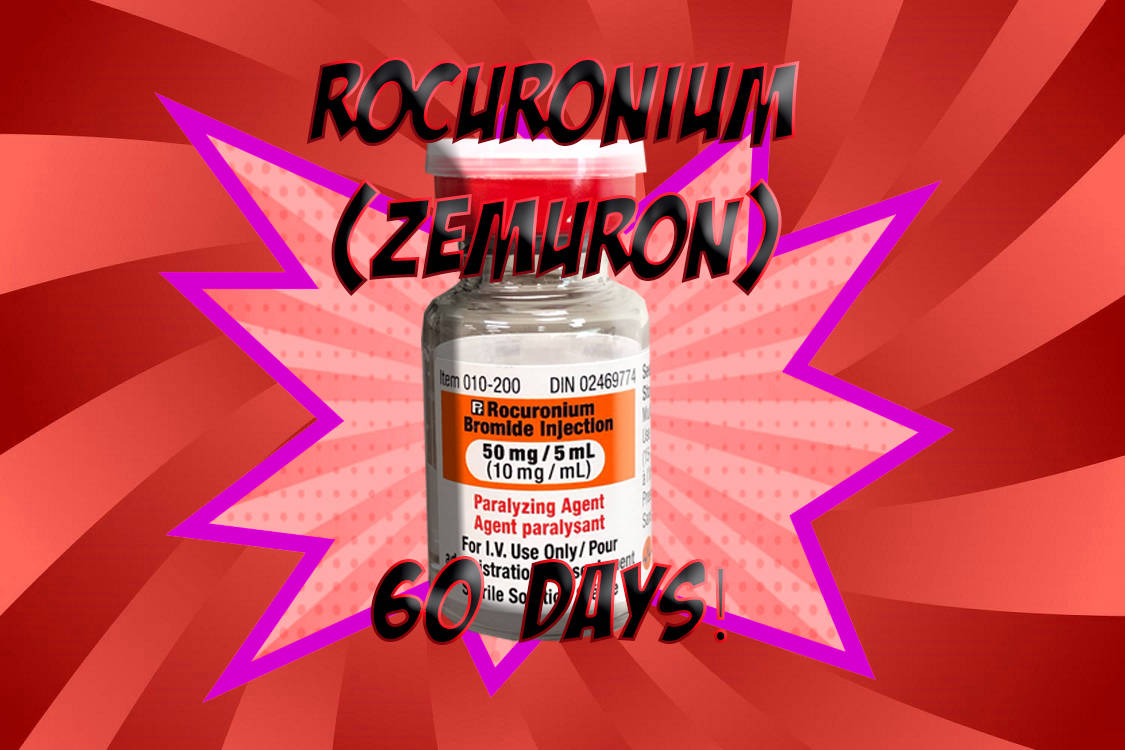 ROCURONIUM
(ZEMURON)
Item 010-200 DIN 02469774
Rocuronium
Bromide Injection
50 mg / 5 mL
(10 mg / mL)
Paralyzing Agent
Agent paralysant
For I.V. Use Only / Pour
60 DAYS!